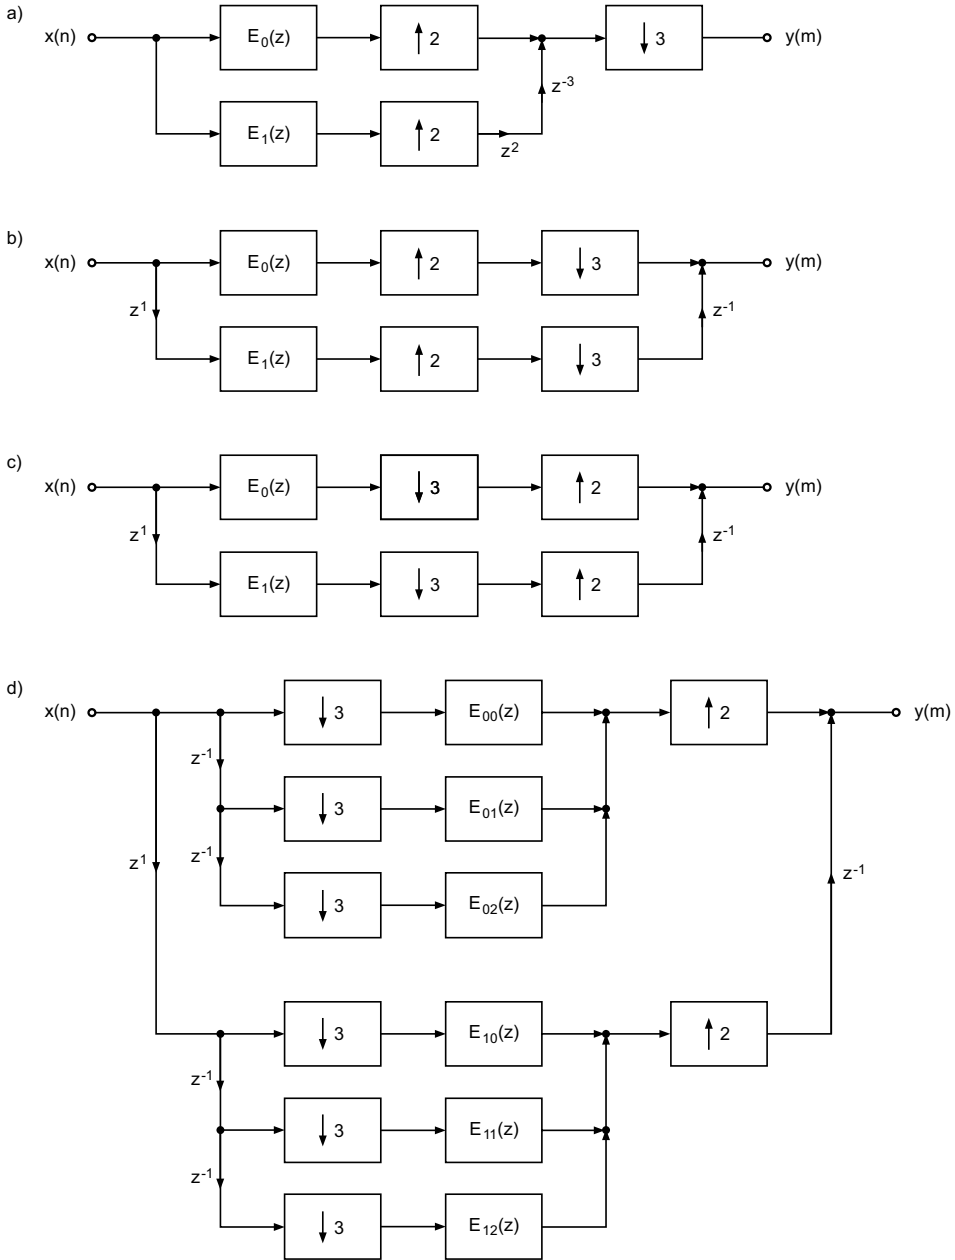 a)
x(n) E₀(z) ↑ 2 ↓ 3 y(m)
z⁻³
E₁(z) ↑ 2
z²
b)
x(n) E₀(z) ↑ 2 ↓ 3 y(m)
z¹ z⁻¹
E₁(z) ↑ 2 ↓ 3
c)
x(n) E₀(z) ↓ 3 ↑ 2 y(m)
z¹ z⁻¹
E₁(z) ↓ 3 ↑ 2
d)
x(n) ↓ 3 E₀₀(z) ↑ 2 y(m)
z⁻¹
↓ 3 E₀₁(z)
z¹ z⁻¹ z⁻¹
↓ 3 E₀₂(z)
↓ 3 E₁₀(z) ↑ 2
z⁻¹
↓ 3 E₁₁(z)
z⁻¹
↓ 3 E₁₂(z)